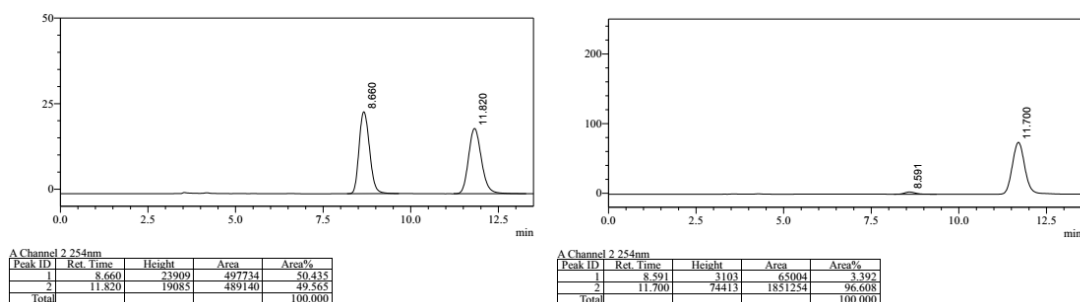 50
25
0
8.660
11.820
0.0 2.5 5.0 7.5 10.0 12.5
min
A Channel 2 254nm
Peak ID Ret. Time Height Area Area%
1 8.660 23909 497734 50.435
2 11.820 19085 489140 49.565
Total 100.000
200
100
0
8.591
11.700
0.0 2.5 5.0 7.5 10.0 12.5
min
A Channel 2 254nm
Peak ID Ret. Time Height Area Area%
1 8.591 3103 65004 3.392
2 11.700 74413 1851254 96.608
Total 100.000